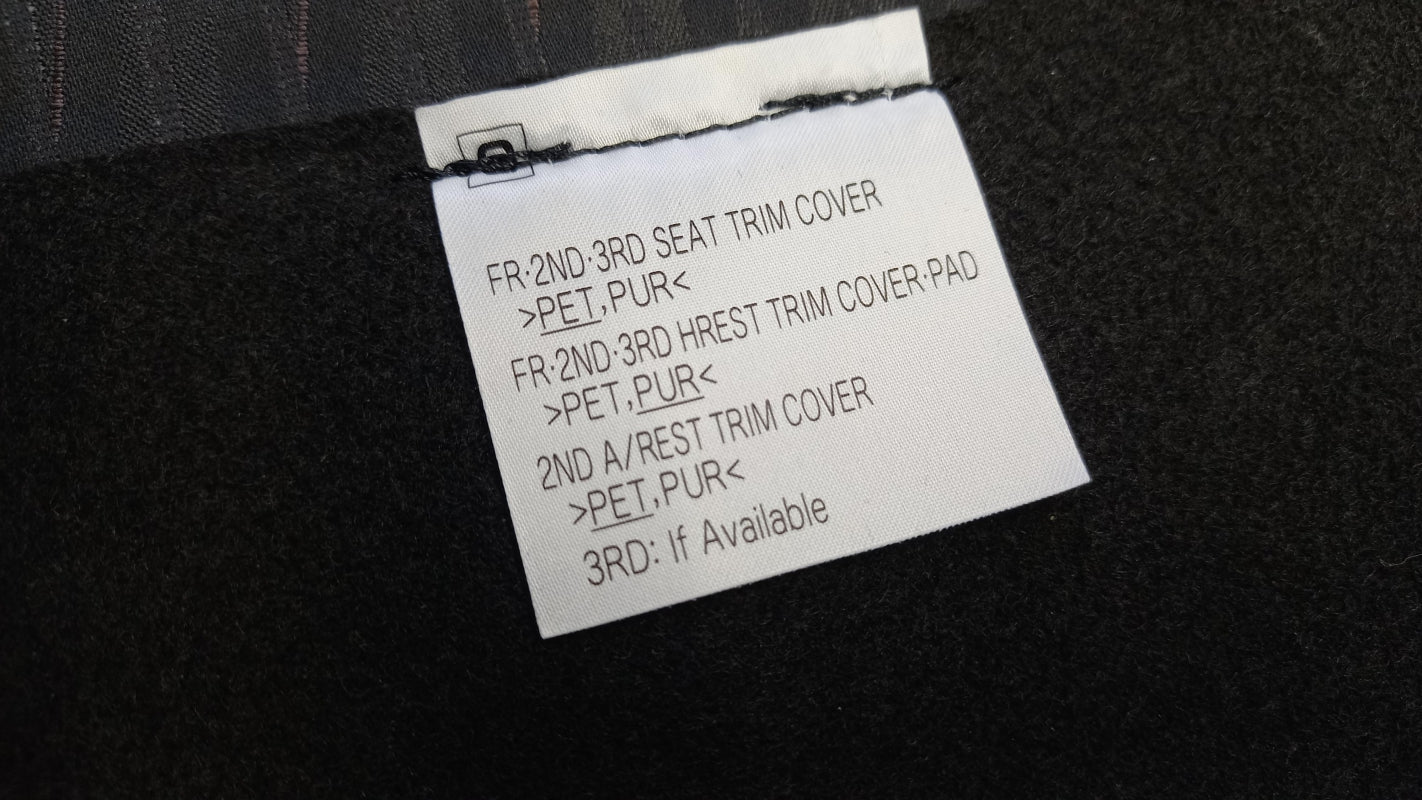 FR·2ND·3RD SEAT TRIM COVER
>PET,PUR<
FR·2ND·3RD HREST TRIM COVER·PAD
>PET,PUR<
2ND A/REST TRIM COVER
>PET,PUR<
3RD: If Available